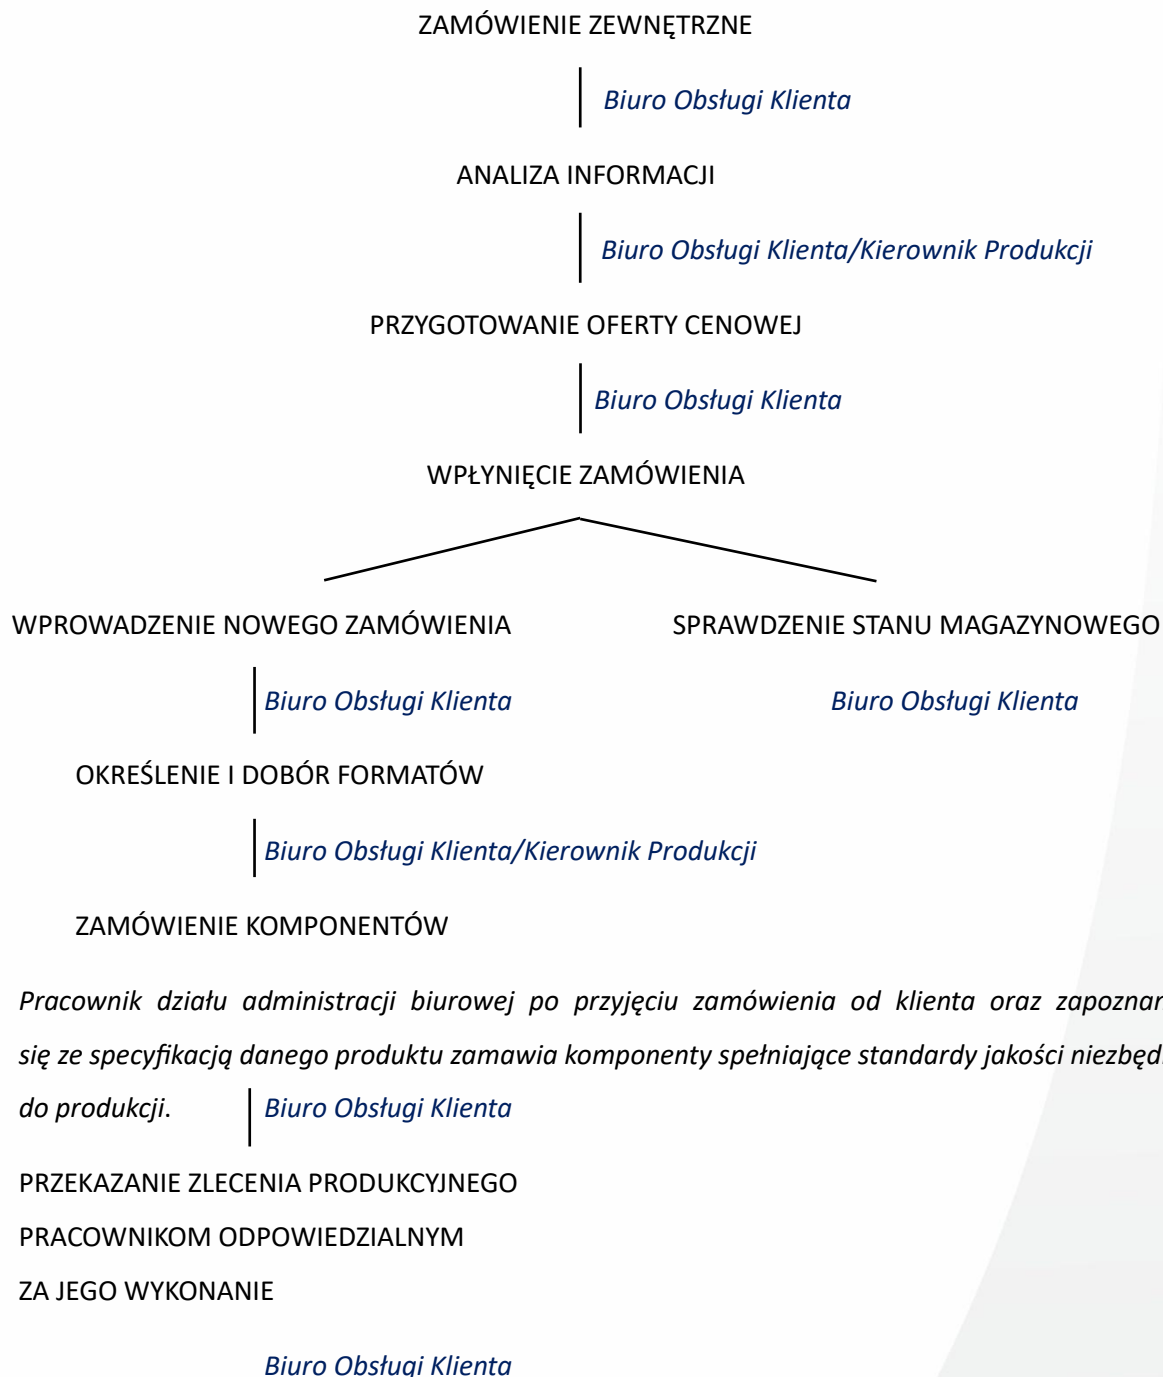 ZAMÓWIENIE ZEWNĘTRZNE
Biuro Obsługi Klienta
ANALIZA INFORMACJI
Biuro Obsługi Klienta/Kierownik Produkcji
PRZYGOTOWANIE OFERTY CENOWEJ
Biuro Obsługi Klienta
WPŁYNIĘCIE ZAMÓWIENIA
WPROWADZENIE NOWEGO ZAMÓWIENIA SPRAWDZENIE STANU MAGAZYNOWEGO
Biuro Obsługi Klienta Biuro Obsługi Klienta
OKREŚLENIE I DOBÓR FORMATÓW
Biuro Obsługi Klienta/Kierownik Produkcji
ZAMÓWIENIE KOMPONENTÓW
Pracownik działu administracji biurowej po przyjęciu zamówienia od klienta oraz
się ze specyfikacją danego produktu zamawia komponenty spełniające standardy jakości
do produkcji. Biuro Obsługi Klienta
PRZEKAZANIE ZLECENIA PRODUKCYJNEGO
PRACOWNIKOM ODPOWIEDZIALNYM
ZA JEGO WYKONANIE
Biuro Obsługi Klienta